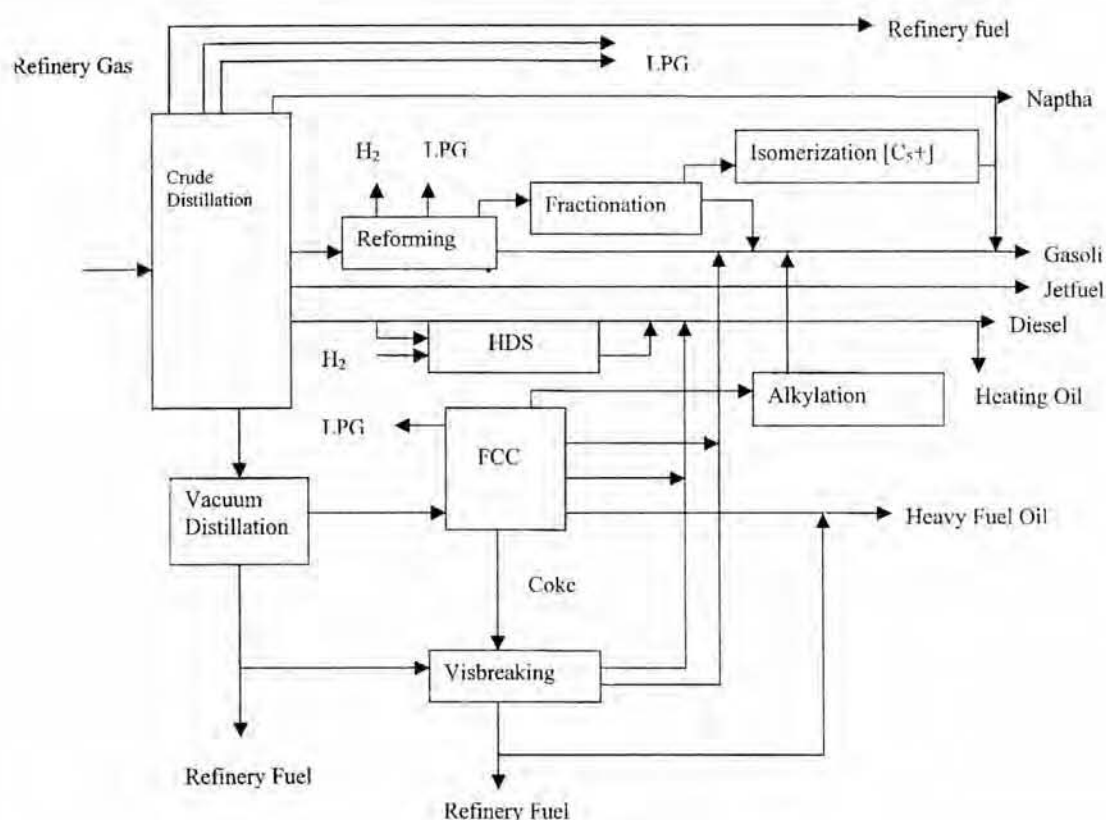 Refinery fuel
Refinery Gas
LPG
Naptha
H₂
LPG
Isomerization [C₅+]
Crude
Distillation
Fractionation
Reforming
Gasoli
Jetfuel
Diesel
HDS
H₂
Alkylation
Heating Oil
LPG
FCC
Vacuum
Distillation
Heavy Fuel Oil
Coke
Visbreaking
Refinery Fuel
Refinery Fuel